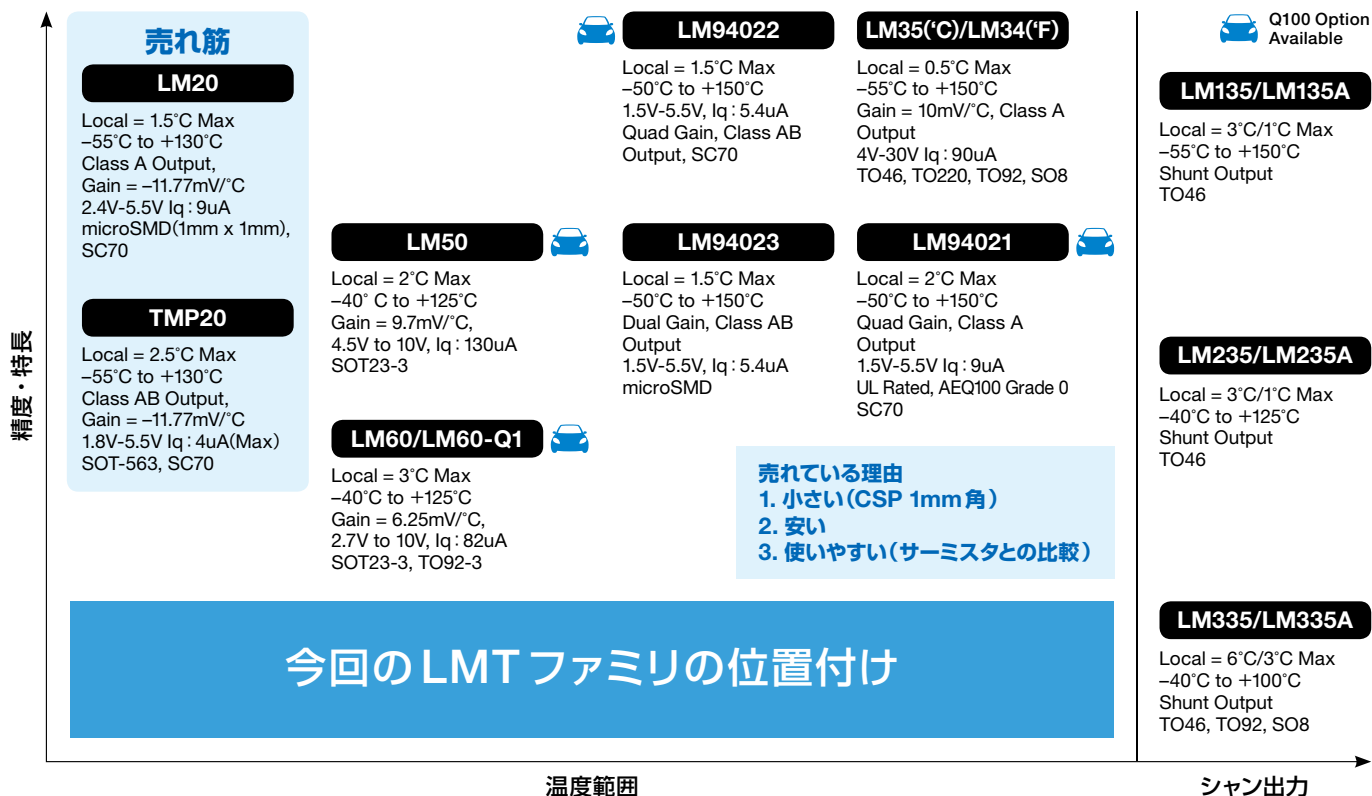 売れ筋
LM20
Local = 1.5°C Max
–55°C to +130°C
Class A Output,
Gain = –11.77mV/°C
2.4V-5.5V Iq : 9uA
microSMD(1mm x 1mm),
SC70
TMP20
Local = 2.5°C Max
–55°C to +130°C
Class AB Output,
Gain = –11.77mV/°C
1.8V-5.5V Iq : 4uA(Max)
SOT-563, SC70
LM50
Local = 2°C Max
–40° C to +125°C
Gain = 9.7mV/°C,
4.5V to 10V, Iq : 130uA
SOT23-3
LM60/LM60-Q1
Local = 3°C Max
–40°C to +125°C
Gain = 6.25mV/°C,
2.7V to 10V, Iq : 82uA
SOT23-3, TO92-3
LM94022
Local = 1.5°C Max
–50°C to +150°C
1.5V-5.5V, Iq : 5.4uA
Quad Gain, Class AB
Output, SC70
LM94023
Local = 1.5°C Max
–50°C to +150°C
Dual Gain, Class AB
Output
1.5V-5.5V, Iq : 5.4uA
microSMD
LM35(°C)/LM34(°F)
Local = 0.5°C Max
–55°C to +150°C
Gain = 10mV/°C, Class A
Output
4V-30V Iq : 90uA
TO46, TO220, TO92, SO8
LM94021
Local = 2°C Max
–50°C to +150°C
Quad Gain, Class A
Output
1.5V-5.5V Iq : 9uA
UL Rated, AEQ100 Grade 0
SC70
売れている理由
1. 小さい（CSP 1mm 角）
2. 安い
3. 使いやすい（サーミスタとの比較）
今回のLMTファミリの位置付け
Q100 Option
Available
LM135/LM135A
Local = 3°C/1°C Max
–55°C to +150°C
Shunt Output
TO46
LM235/LM235A
Local = 3°C/1°C Max
–40°C to +125°C
Shunt Output
TO46
LM335/LM335A
Local = 6°C/3°C Max
–40°C to +100°C
Shunt Output
TO46, TO92, SO8
精度・特長
温度範囲
シャン出力